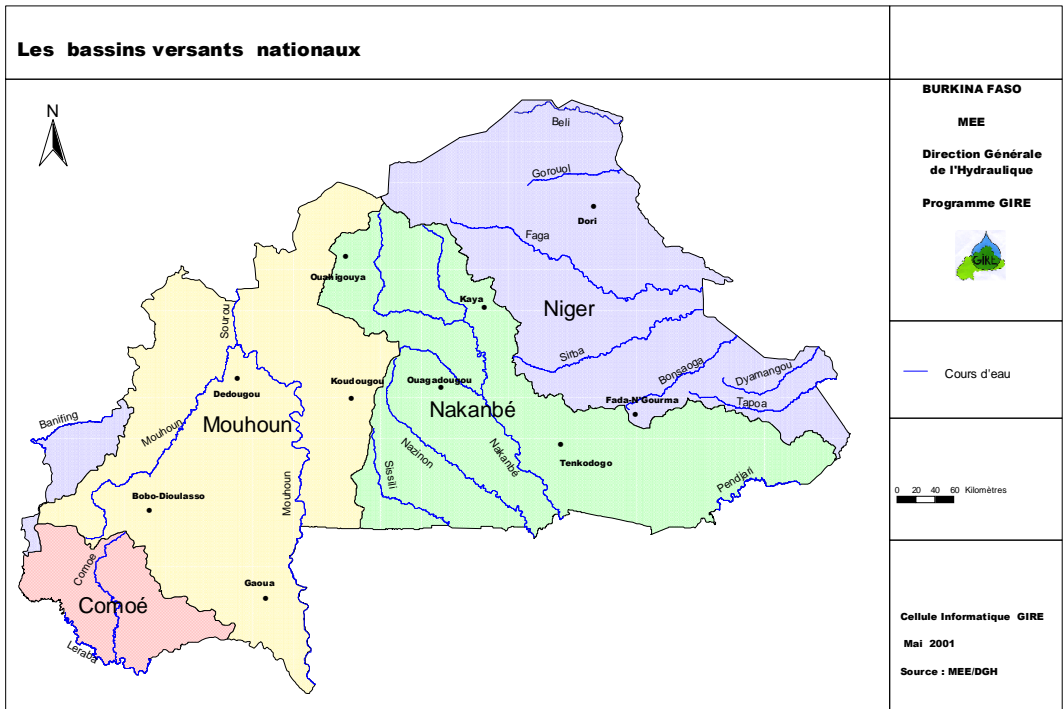 Les bassins versants nationaux
BURKINA FASO
MEE
Direction Générale
de l'Hydraulique
Programme GIRE
GIRE
Cours d'eau
0 20 40 60 Kilomètres
Cellule Informatique GIRE
Mai 2001
Source : MEE/DGH
N
Beli
Gorouol
Dori
Faga
Ouahigouya
Kaya
Niger
Sourou
Sirba
Bonsaoga
Dyamangou
Tapoa
Koudougou
Ouagadougou
Dedougou
Fada-N'Gourma
Nakanbé
Banifing
Mouhoun
Mouhoun
Tenkodogo
Nazinon
Nakanbé
Sissili
Pendjari
Mouhoun
Bobo-Dioulasso
Comoe
Gaoua
Comoé
Leraba